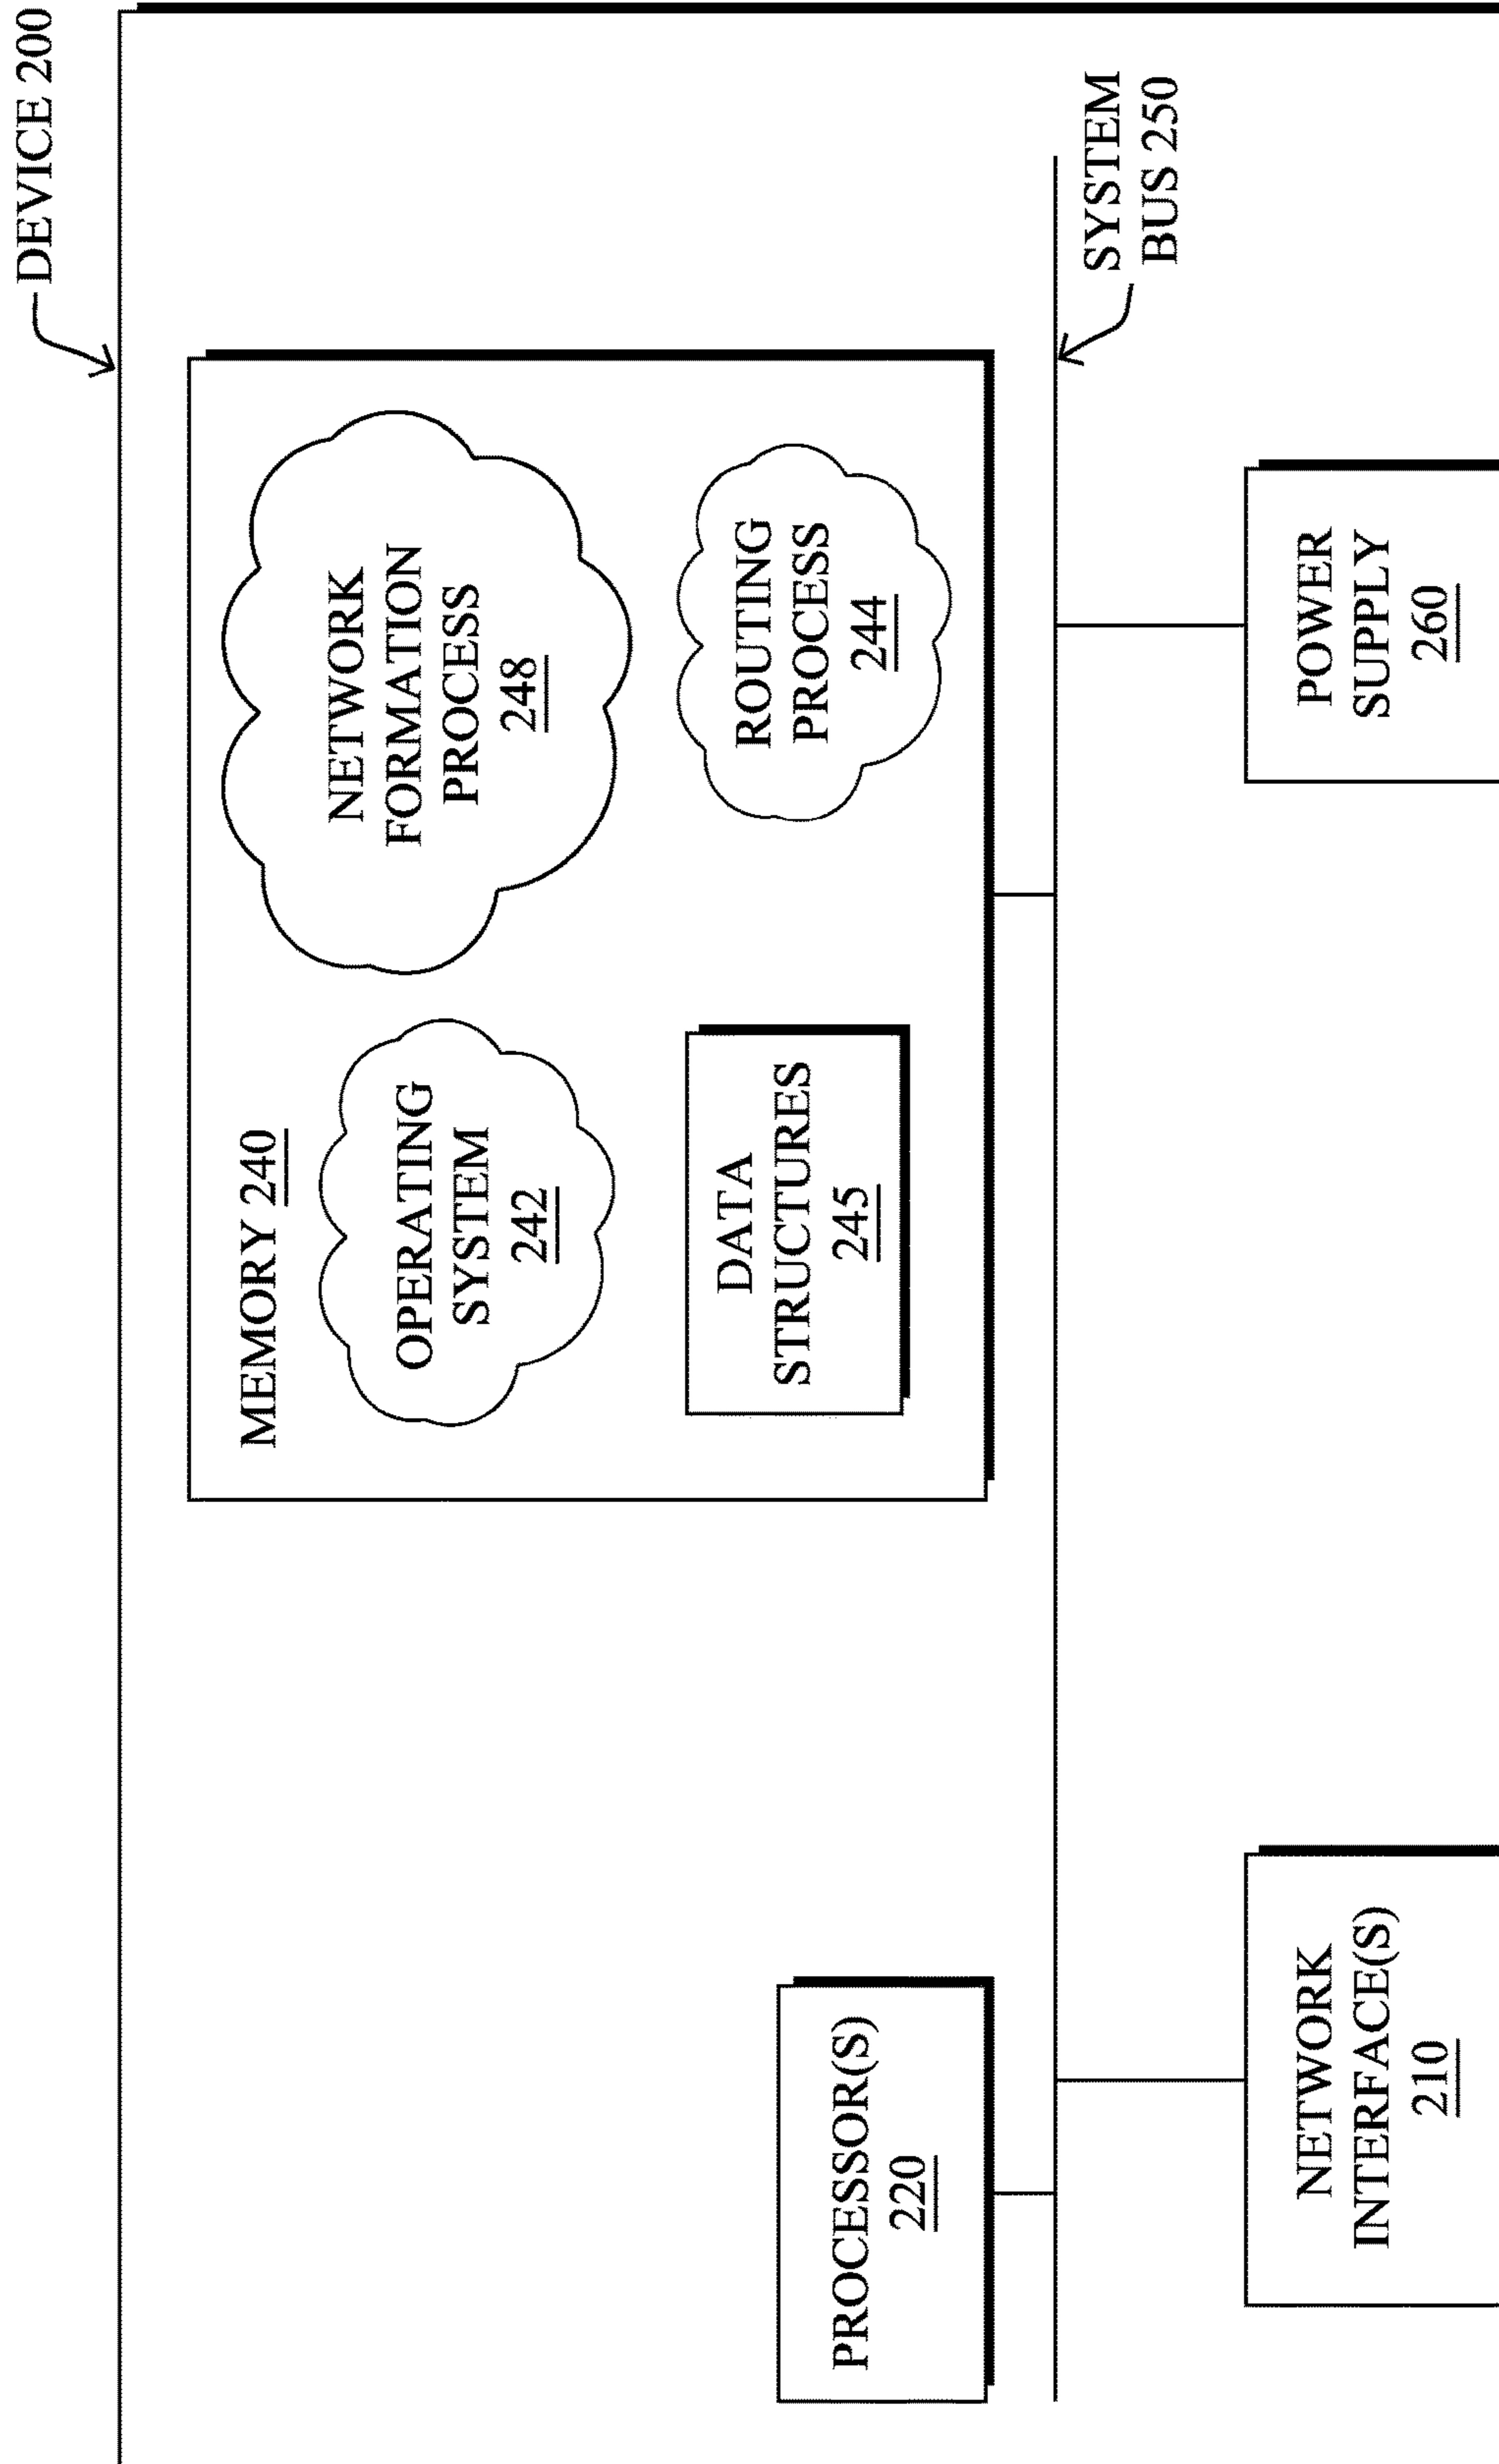 DEVICE 200
MEMORY 240
OPERATING
SYSTEM
242
NETWORK
FORMATION
PROCESS
248
DATA
STRUCTURES
245
ROUTING
PROCESS
244
PROCESSOR(S)
220
SYSTEM
BUS 250
NETWORK
INTERFACE(S)
210
POWER
SUPPLY
260